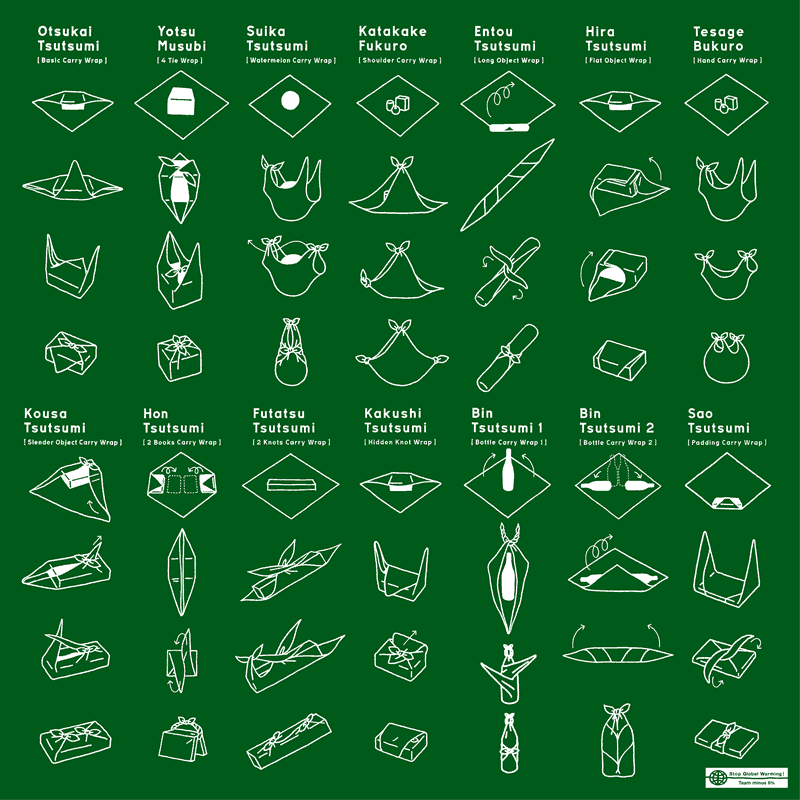 Otsukai
Tsutsumi
[ Basic Carry Wrap ]
Yotsu
Musubi
[ 4 Tie Wrap ]
Suika
Tsutsumi
[ Watermelon Carry Wrap ]
Katakake
Fukuro
[ Shoulder Carry Wrap ]
Entou
Tsutsumi
[ Long Object Wrap ]
Hira
Tsutsumi
[ Flat Object Wrap ]
Tesage
Bukuro
[ Hand Carry Wrap ]
Kousa
Tsutsumi
[ Slender Object Carry Wrap ]
Hon
Tsutsumi
[ 2 Books Carry Wrap ]
Futatsu
Tsutsumi
[ 2 Knots Carry Wrap ]
Kakushi
Tsutsumi
[ Hidden Knot Wrap ]
Bin
Tsutsumi 1
[ Bottle Carry Wrap 1 ]
Bin
Tsutsumi 2
[ Bottle Carry Wrap 2 ]
Sao
Tsutsumi
[ Padding Carry Wrap ]
Stop Global Warming!
Team minus 6%